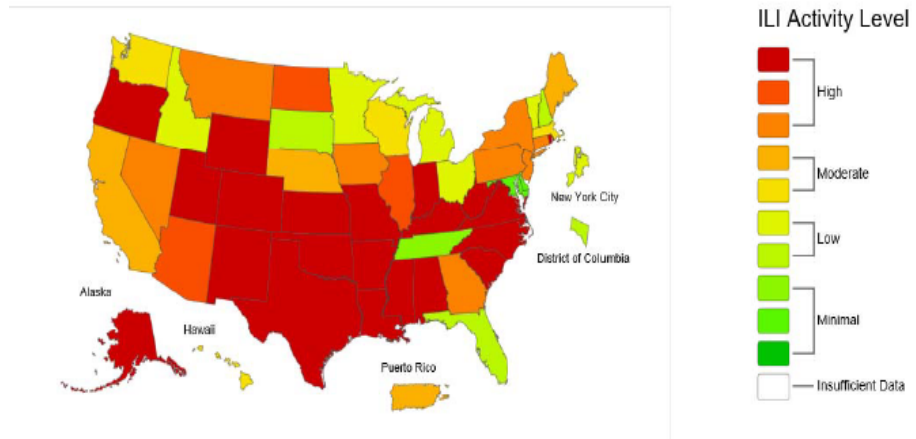 ILI Activity Level
High
Moderate
Low
Minimal
Insufficient Data
New York City
District of Columbia
Alaska
Hawaii
Puerto Rico